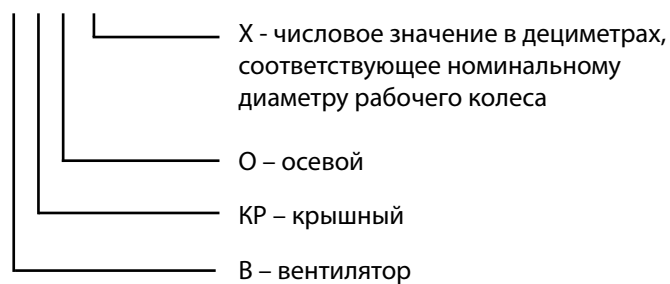 Х - числовое значение в дециметрах,
соответствующее номинальному
диаметру рабочего колеса
О – осевой
КР – крышный
В – вентилятор